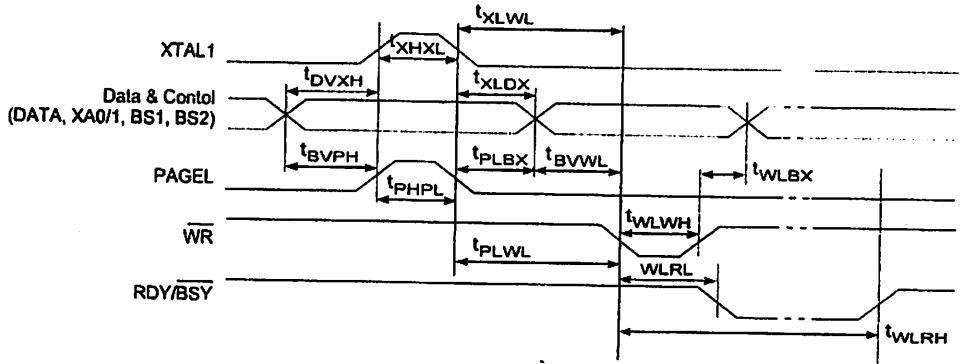 tXLWL
XTAL1
tXHXL
tDVXH
tXLDX
Data & Contol
(DATA, XA0/1, BS1, BS2)
tBVPH
tPLBX
tBVWL
tWLBX
PAGEL
tPHPL
tWLWH
WR
tPLWL
WLRL
RDY/BSY
tWLRH